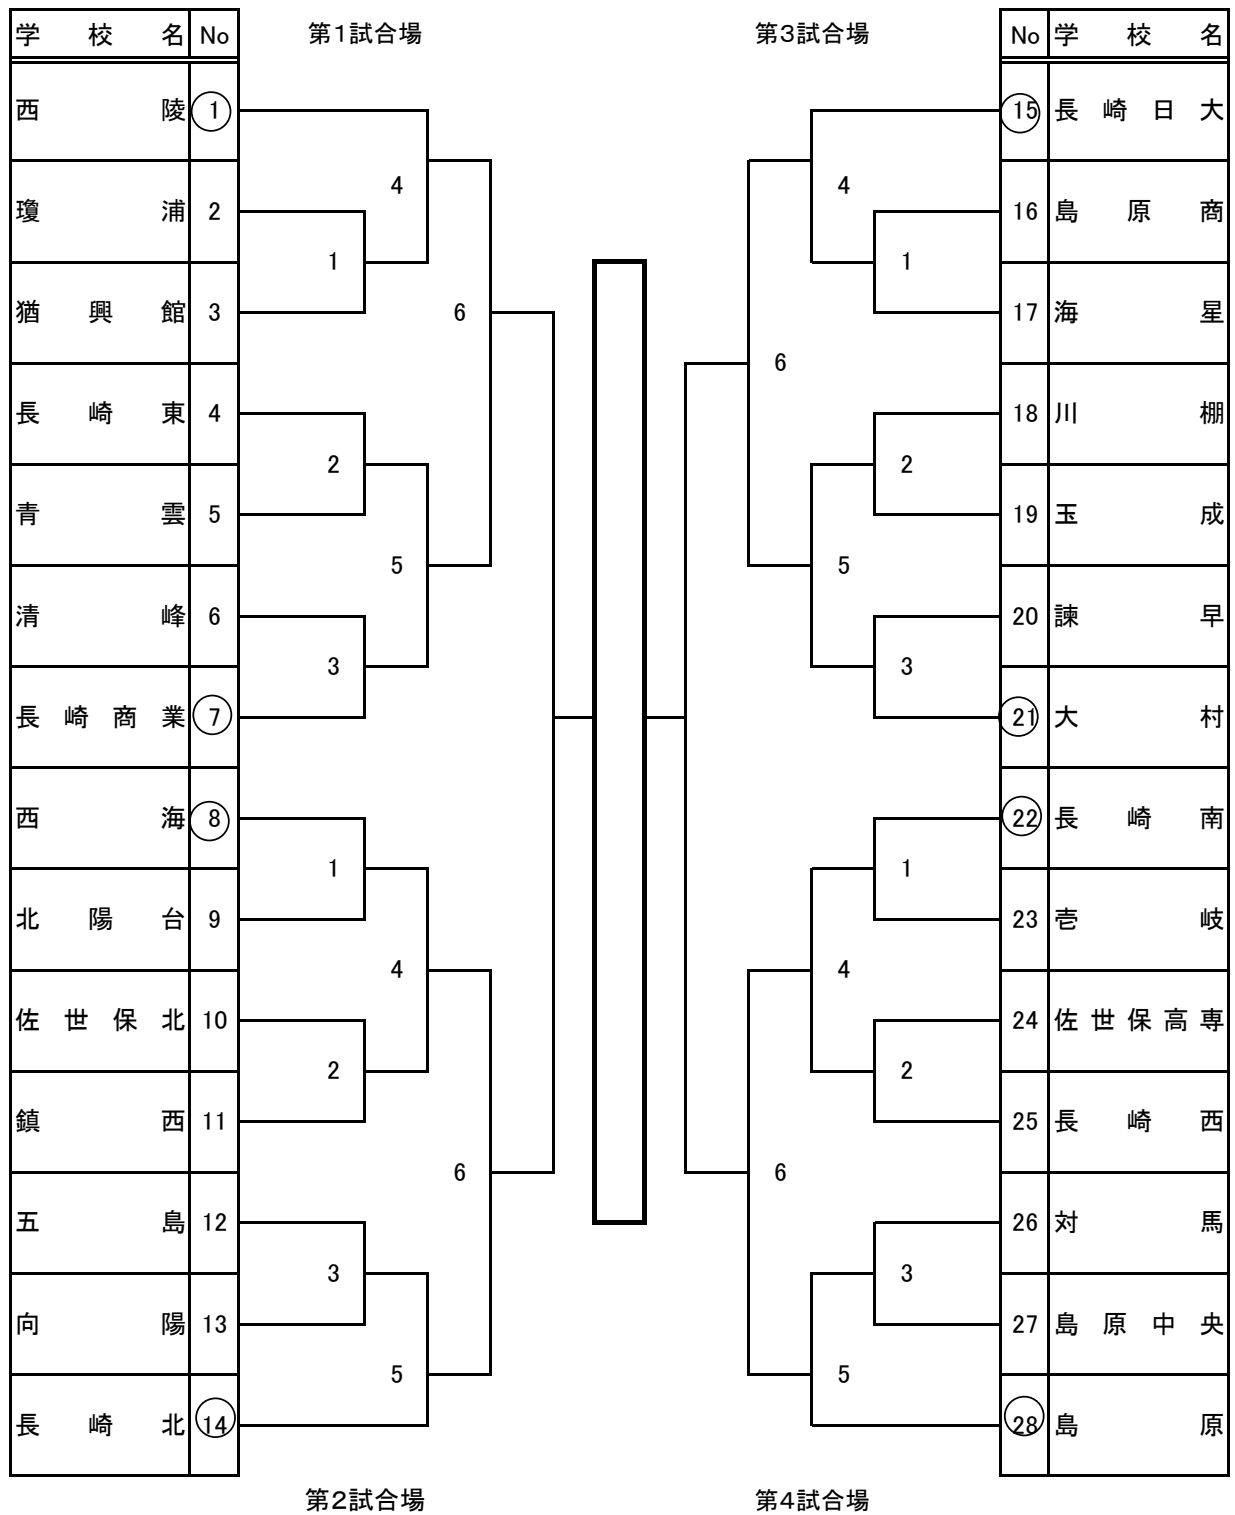 学校名 No 第1試合場 第3試合場 No 学校名
西陵 1 15 長崎日大
4 4
瓊浦 2 16 島原商
1 1
猶興館 3 6 17 海星
6
長崎東 4 18 川棚
2 2
青雲 5 19 玉成
5 5
清峰 6 20 諫早
3 3
長崎商業 7 21 大村
西海 8 22 長崎南
1 1
北陽台 9 23 壱岐
4 4
佐世保北 10 24 佐世保高専
2 2
鎮西 11 25 長崎西
6 6
五島 12 26 対馬
3 3
向陽 13 27 島原中央
5 5
長崎北 14 28 島原
第2試合場 第4試合場